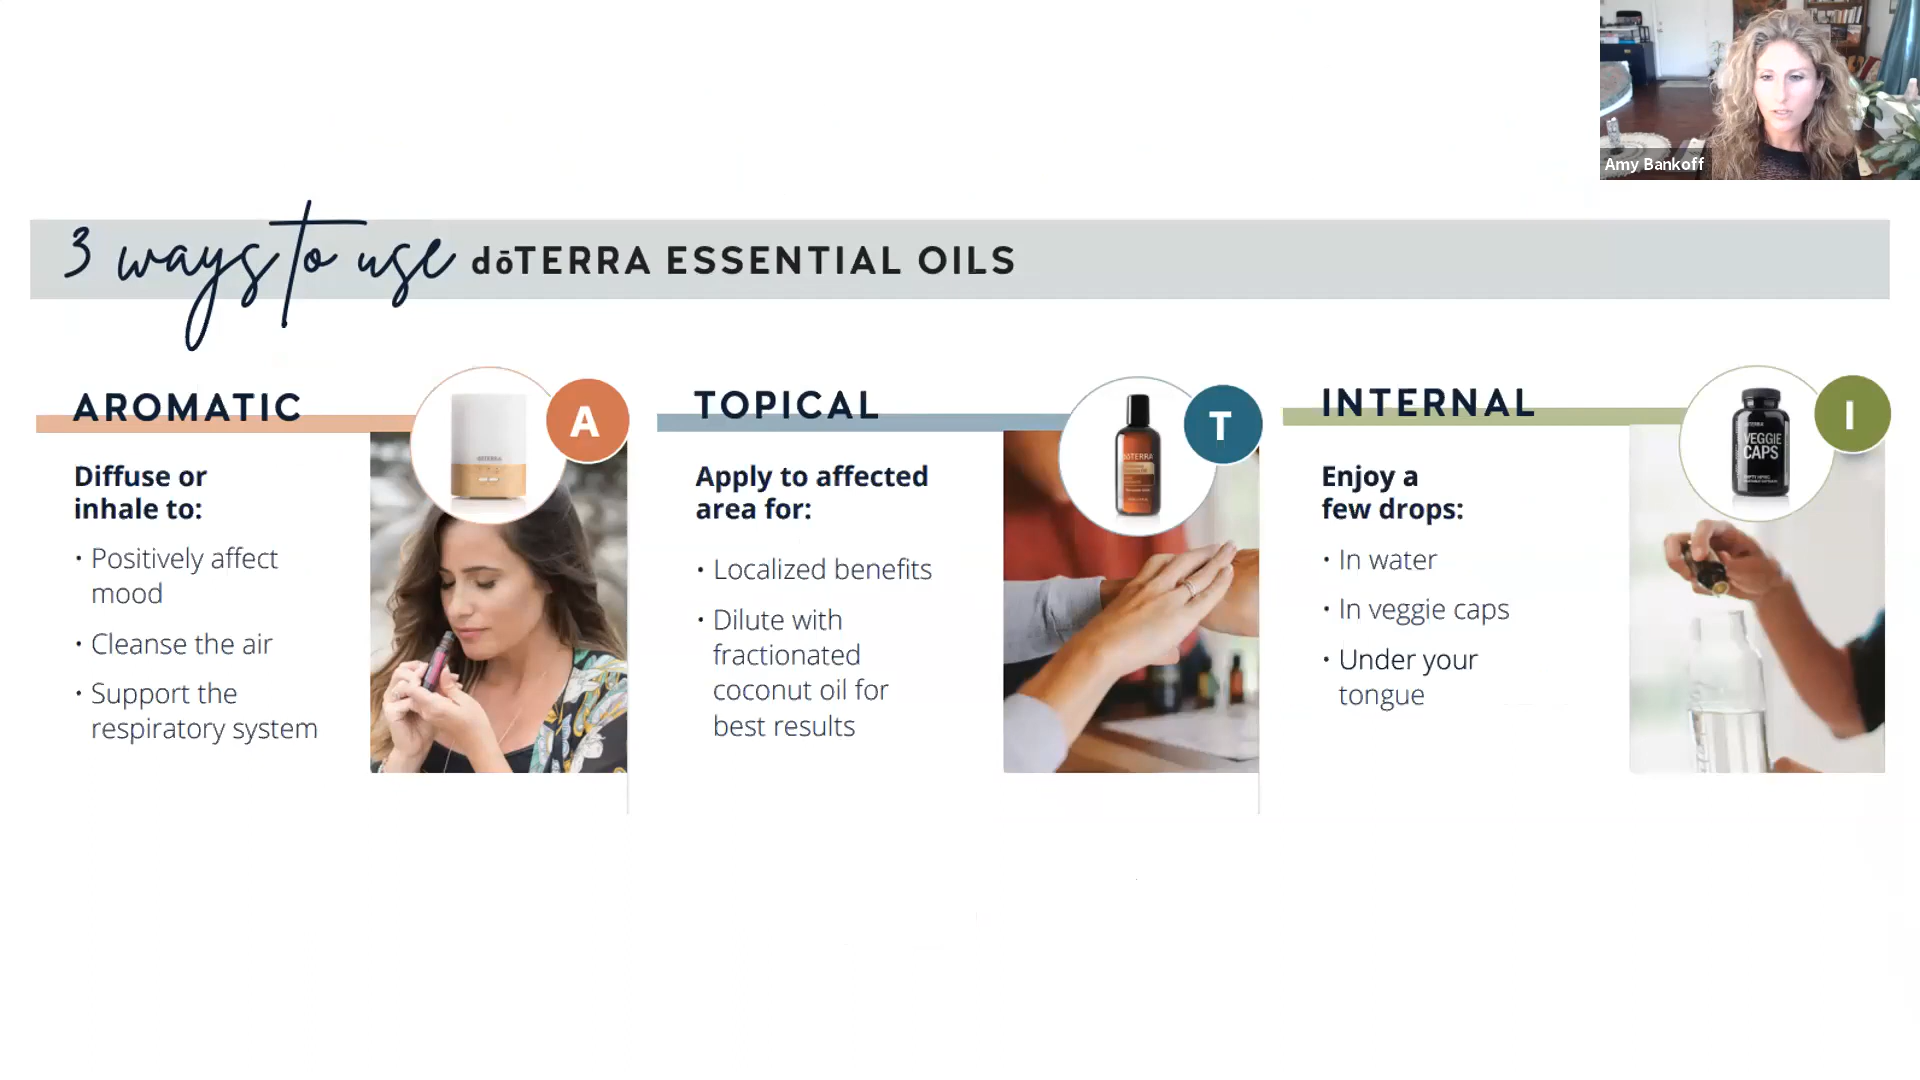 Amy Bankoff
3 ways to use dōTERRA ESSENTIAL OILS
AROMATIC
A
Diffuse or
inhale to:
• Positively affect
mood
• Cleanse the air
• Support the
respiratory system
TOPICAL
T
dōTERRA
Apply to affected
area for:
• Localized benefits
• Dilute with
fractionated
coconut oil for
best results
INTERNAL
I
VEGGIE
CAPS
Enjoy a
few drops:
• In water
• In veggie caps
• Under your
tongue